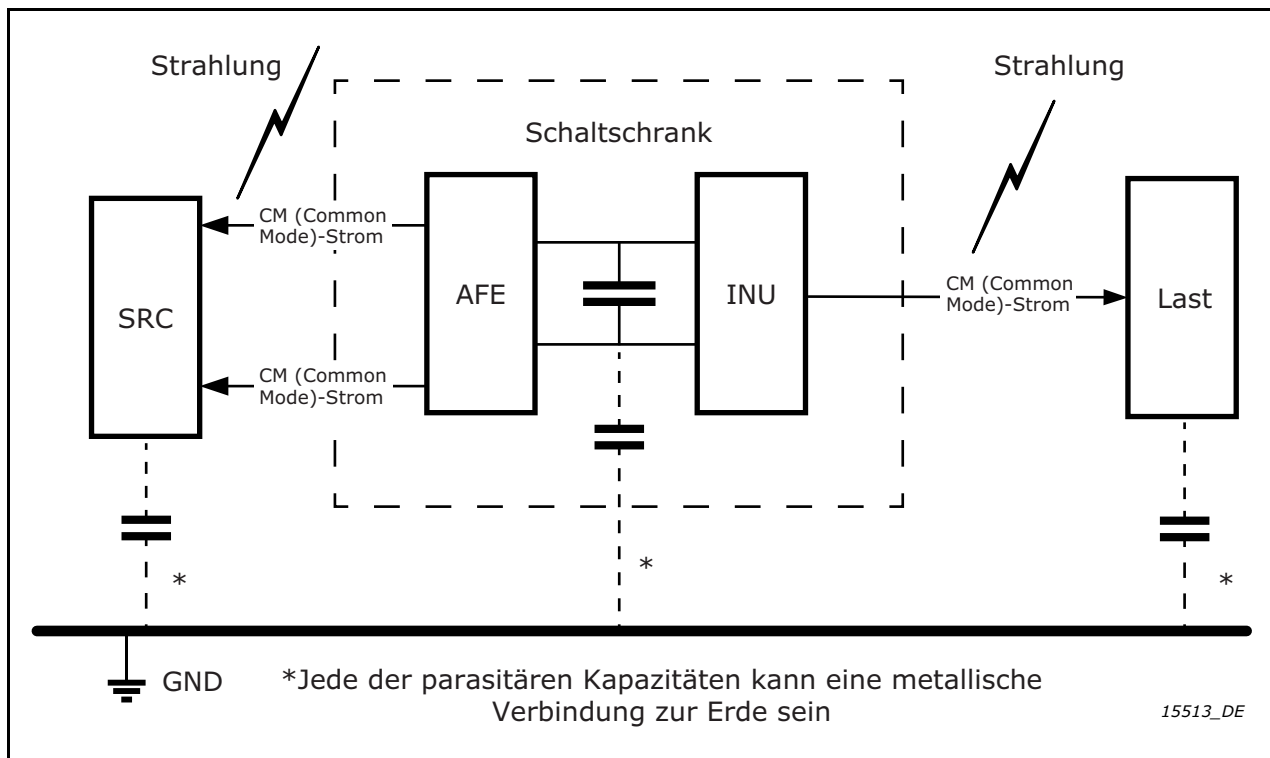 Strahlung
Strahlung
Schaltschrank
CM (Common
Mode)-Strom
SRC
AFE
INU
CM (Common
Mode)-Strom
Last
CM (Common
Mode)-Strom
*
*
*
GND
*Jede der parasitären Kapazitäten kann eine metallische
Verbindung zur Erde sein
15513_DE